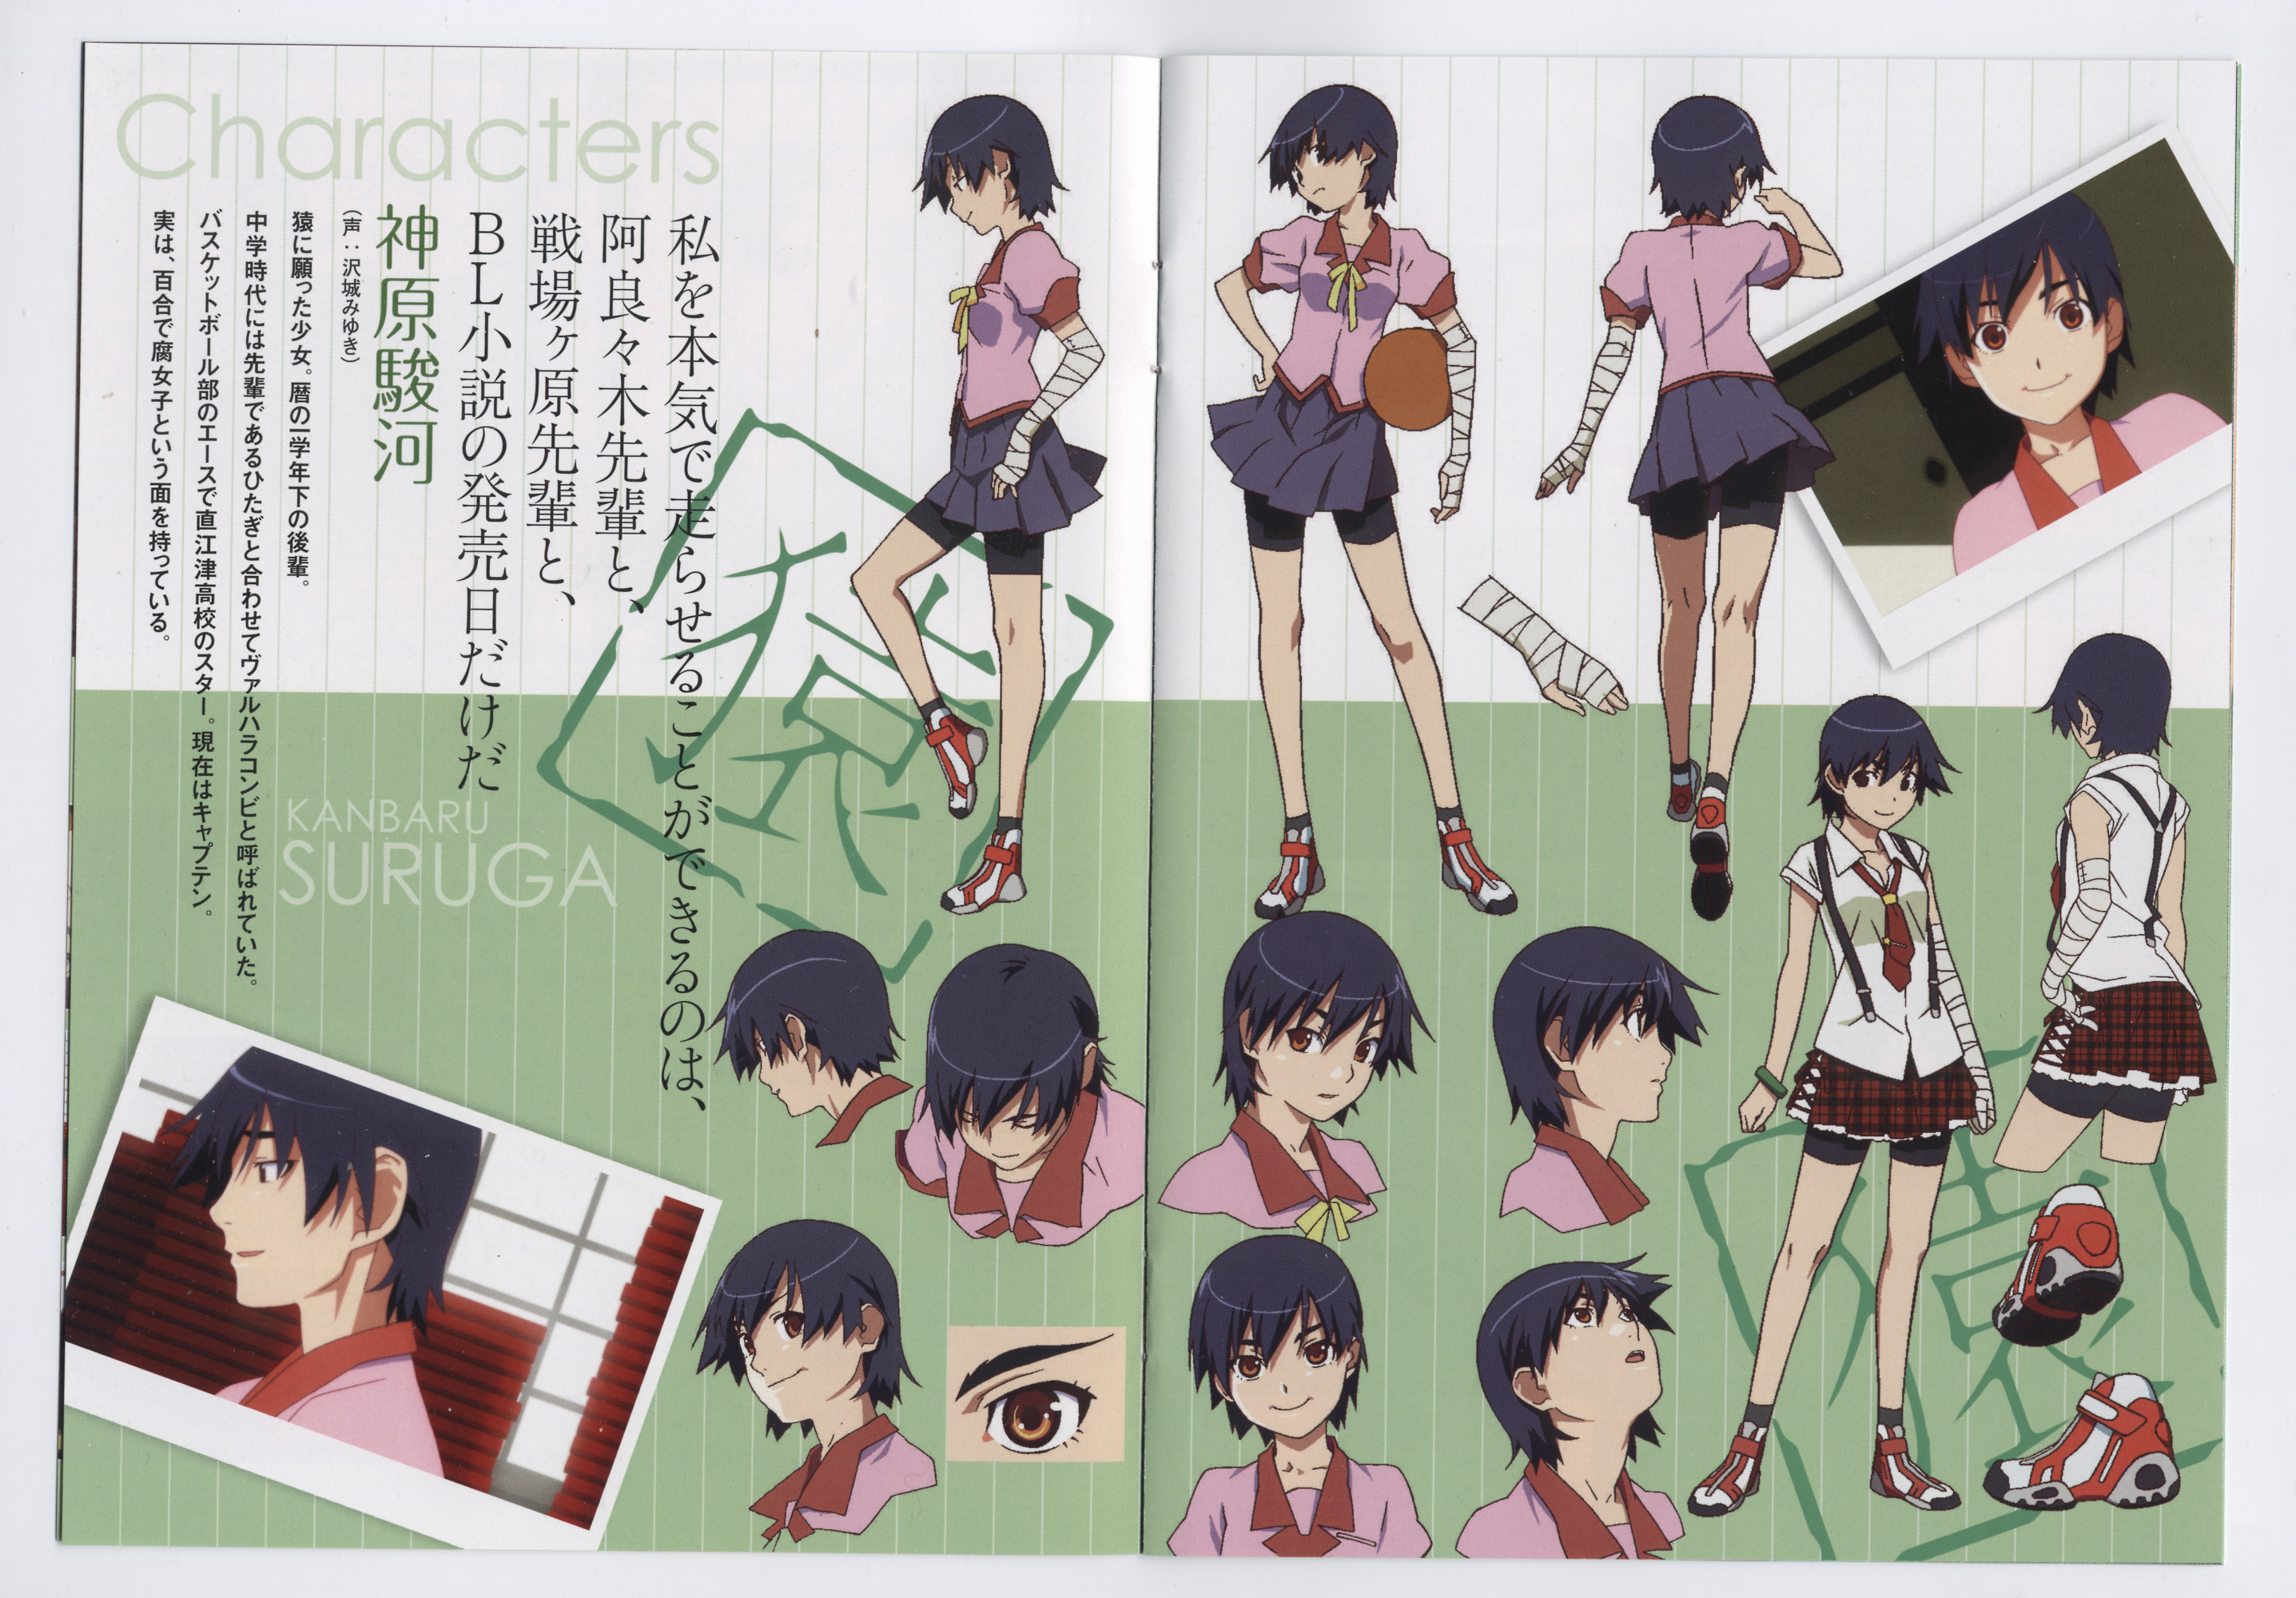 Characters
私を本気で走らせることができるのは、
阿良々木先輩と、
戦場ヶ原先輩と、
BL小説の発売日だけだ
神原駿河
（声：沢城みゆき）
猿に願った少女。暦の一学年下の後輩。
中学時代には先輩であるひたぎと合わせてヴァルハラコンビと呼ばれていた。
バスケットボール部のエースで直江津高校のスター。現在はキャプテン。
実は、百合で腐女子という面を持っている。
KANBARU
SURUGA
猿
猿